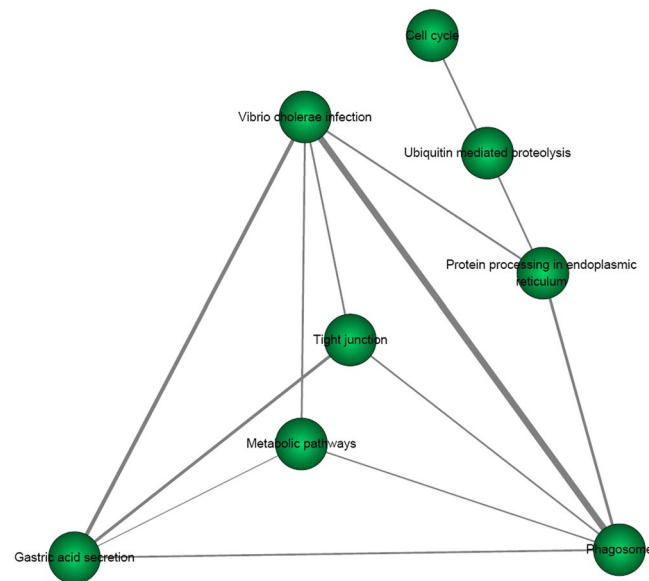 Cell cycle
Vibrio cholerae infection
Ubiquitin mediated proteolysis
Protein processing in endoplasmic
reticulum
Tight junction
Metabolic pathways
Gastric acid secretion
Phagosome